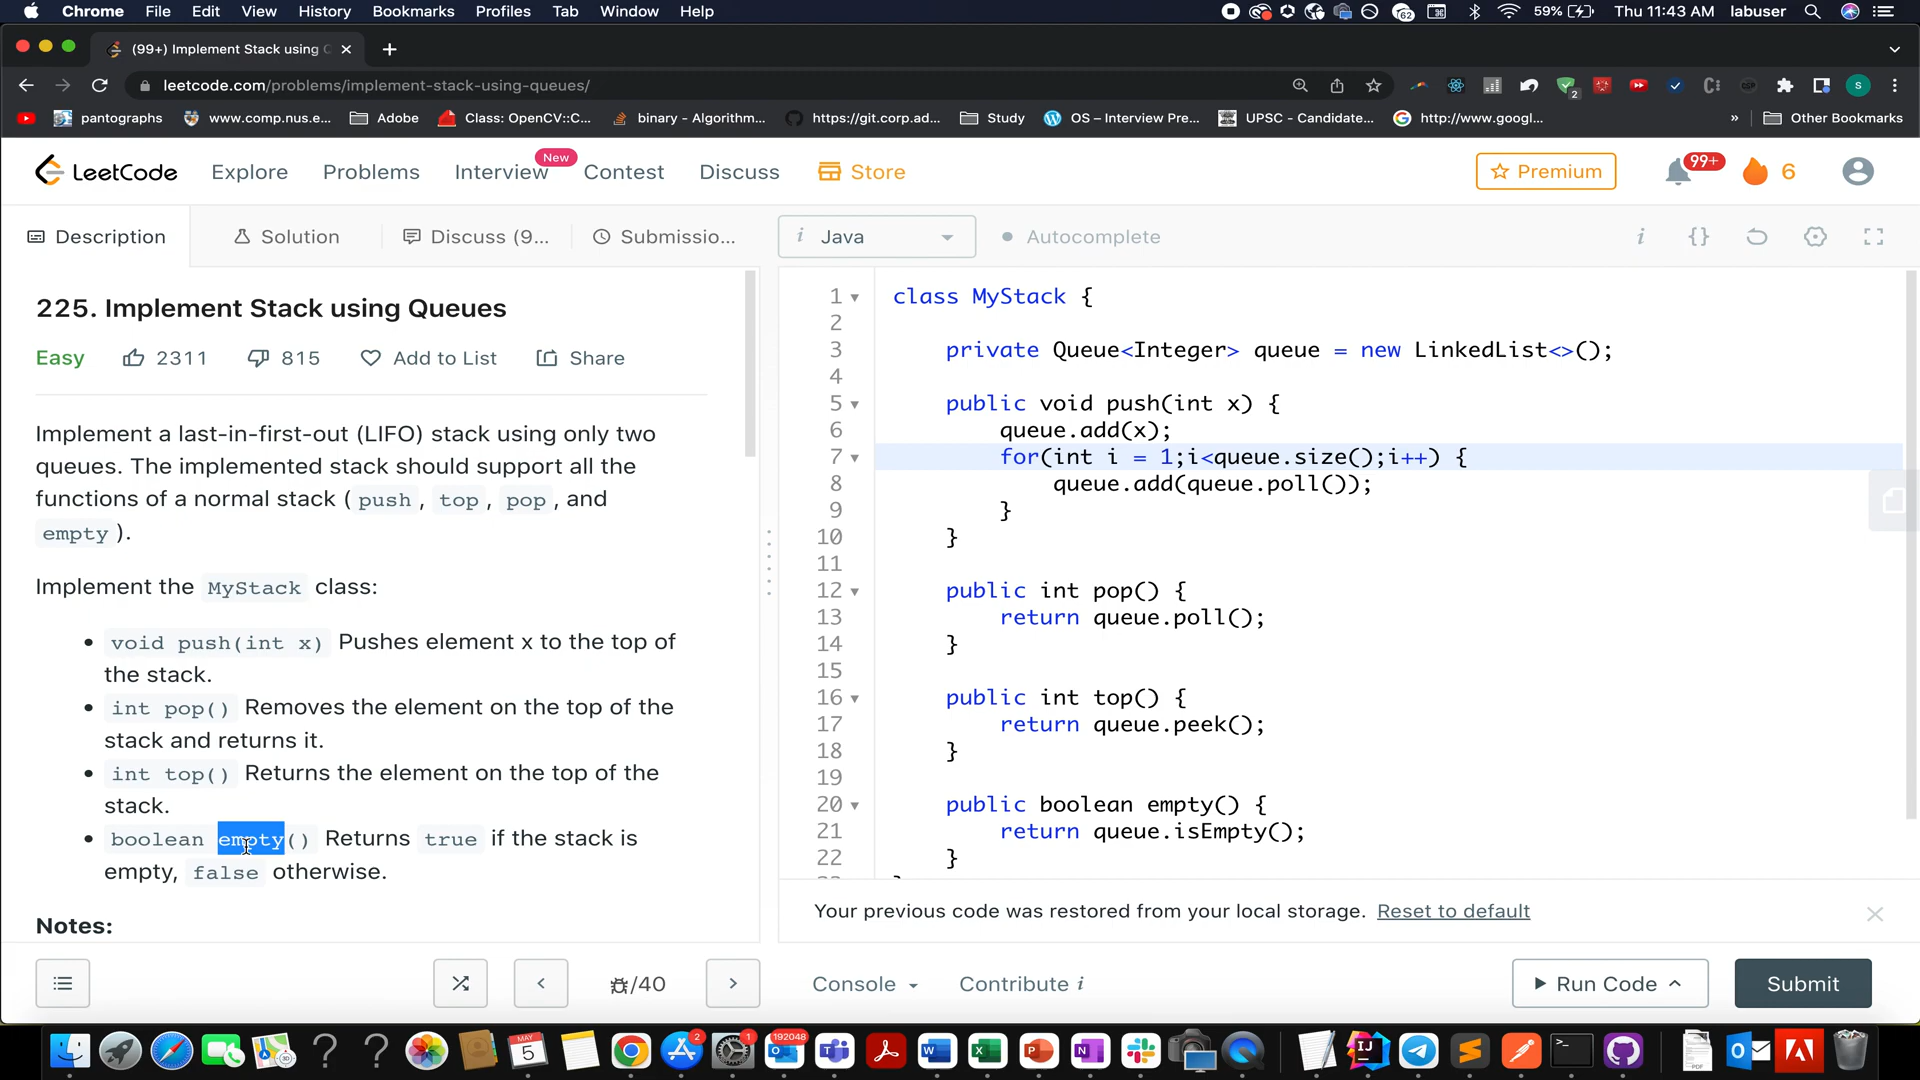 Chrome File Edit View History Bookmarks Profiles Tab Window Help 62 59% Thu 11:43 AM labuser
(99+) Implement Stack using
leetcode.com/problems/implement-stack-using-queues/ 2 S
pantographs www.comp.nus.e... Adobe Class: OpenCV::C... binary - Algorithm... https://git.corp.ad... Study OS – Interview Pre... UPSC - Candidate... http://www.googl... » Other Bookmarks
LeetCode Explore Problems Interview New Contest Discuss Store Premium 99+ 6
Description Solution Discuss (9... Submissio... i Java Autocomplete i {}
225. Implement Stack using Queues
Easy 2311 815 Add to List Share
Implement a last-in-first-out (LIFO) stack using only two
queues. The implemented stack should support all the
functions of a normal stack (push, top, pop, and
empty).
Implement the MyStack class:
void push(int x) Pushes element x to the top of
the stack.
int pop() Removes the element on the top of the
stack and returns it.
int top() Returns the element on the top of the
stack.
boolean empty() Returns true if the stack is
empty, false otherwise.
Notes:
1 class MyStack {
2
3 private Queue<Integer> queue = new LinkedList<>();
4
5 public void push(int x) {
6 queue.add(x);
7 for(int i = 1;i<queue.size();i++) {
8 queue.add(queue.poll());
9 }
10 }
11
12 public int pop() {
13 return queue.poll();
14 }
15
16 public int top() {
17 return queue.peek();
18 }
19
20 public boolean empty() {
21 return queue.isEmpty();
22 }
Your previous code was restored from your local storage. Reset to default
/40 Console Contribute i Run Code Submit
MAY 5 2 1 192048